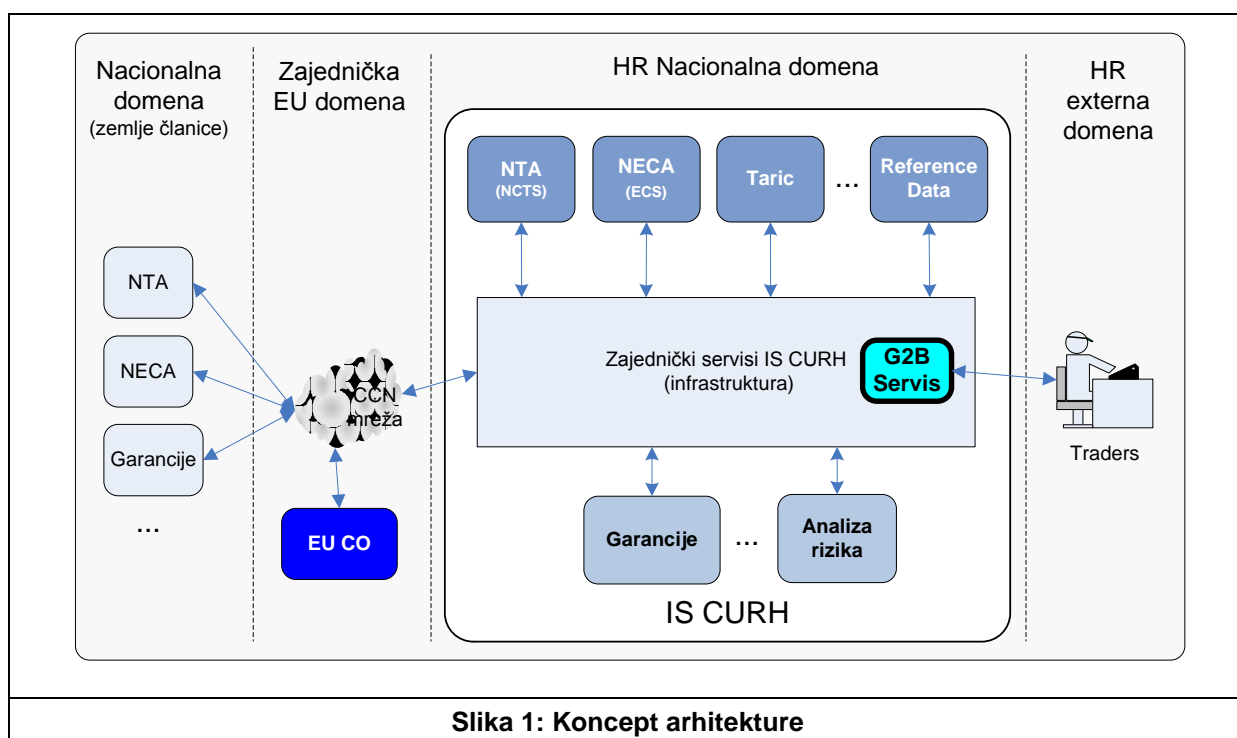 Nacionalna
domena
(zemlje članice)
Zajednička
EU domena
HR Nacionalna domena
HR
externa
domena
NTA
(NCTS)
NECA
(ECS)
Taric
...
Reference
Data
NTA
NECA
Garancije
...
CCN
mreža
EU CO
Zajednički servisi IS CURH
(infrastruktura)
G2B
Servis
Traders
Garancije
...
Analiza
rizika
IS CURH
Slika 1: Koncept arhitekture